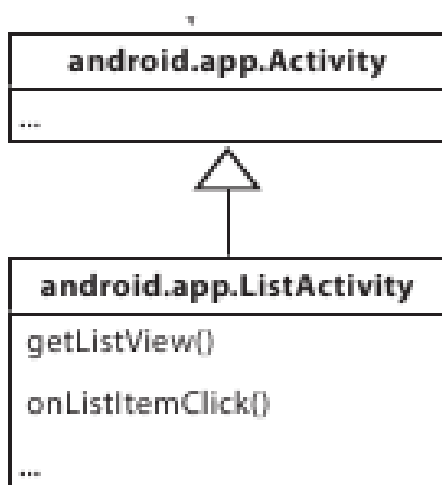 android.app.Activity
...
android.app.ListActivity
getListView()
onListItemClick()
...